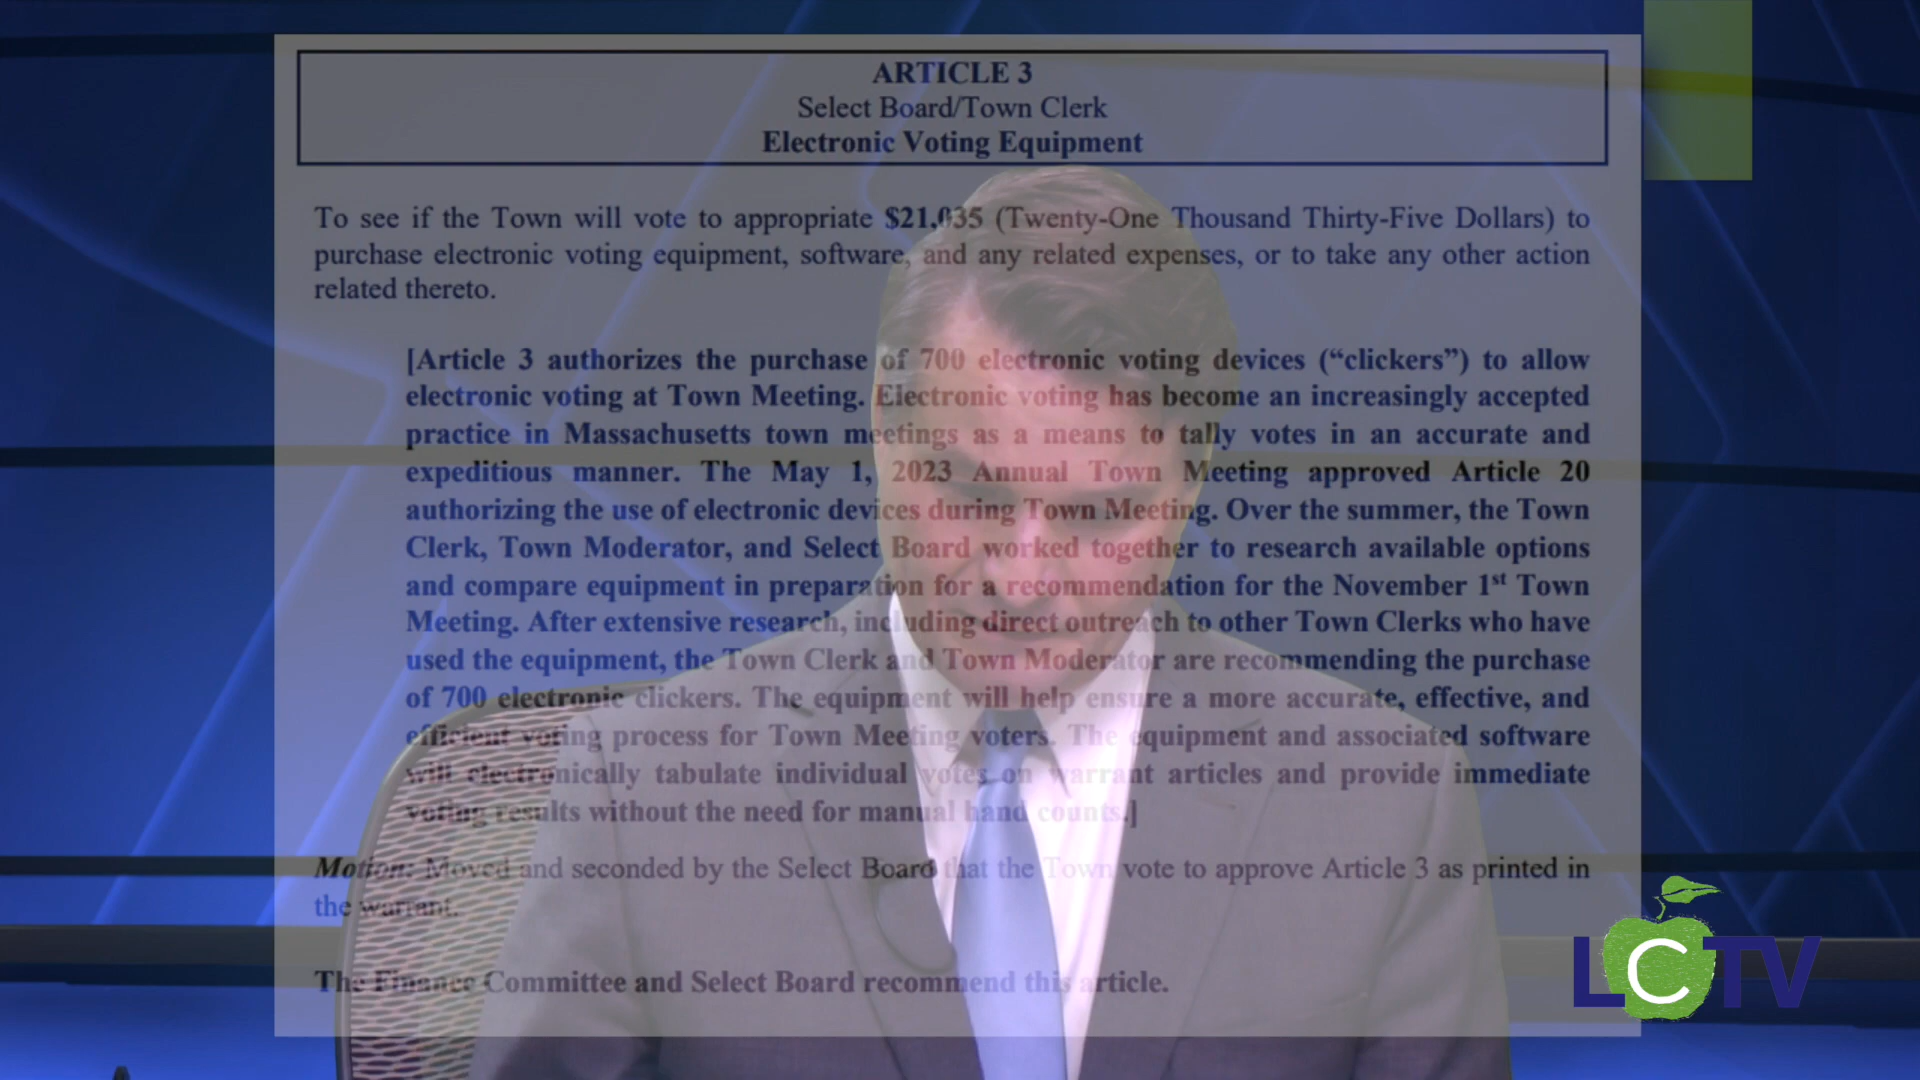 ARTICLE 3
Select Board/Town Clerk
Electronic Voting Equipment
To see if the Town will vote to appropriate $21,035 (Twenty-One Thousand Thirty-Five Dollars) to
purchase electronic voting equipment, software, and any related expenses, or to take any other action
related thereto.
[Article 3 authorizes the purchase of 700 electronic voting devices (“clickers”) to allow
electronic voting at Town Meeting. Electronic voting has become an increasingly accepted
practice in Massachusetts town meetings as a means to tally votes in an accurate and
expeditious manner. The May 1, 2023 Annual Town Meeting approved Article 20
authorizing the use of electronic devices during Town Meeting. Over the summer, the Town
Clerk, Town Moderator, and Select Board worked together to research available options
and compare equipment in preparation for a recommendation for the November 1st Town
Meeting. After extensive research, including direct outreach to other Town Clerks who have
used the equipment, the Town Clerk and Town Moderator are recommending the purchase
of 700 electronic clickers. The equipment will help ensure a more accurate, effective, and
efficient voting process for Town Meeting voters. The equipment and associated software
will electronically tabulate individual votes on warrant articles and provide immediate
voting results without the need for manual hand counts.]
Motion: Moved and seconded by the Select Board that the Town vote to approve Article 3 as printed in
the warrant.
The Finance Committee and Select Board recommend this article.
LCTV